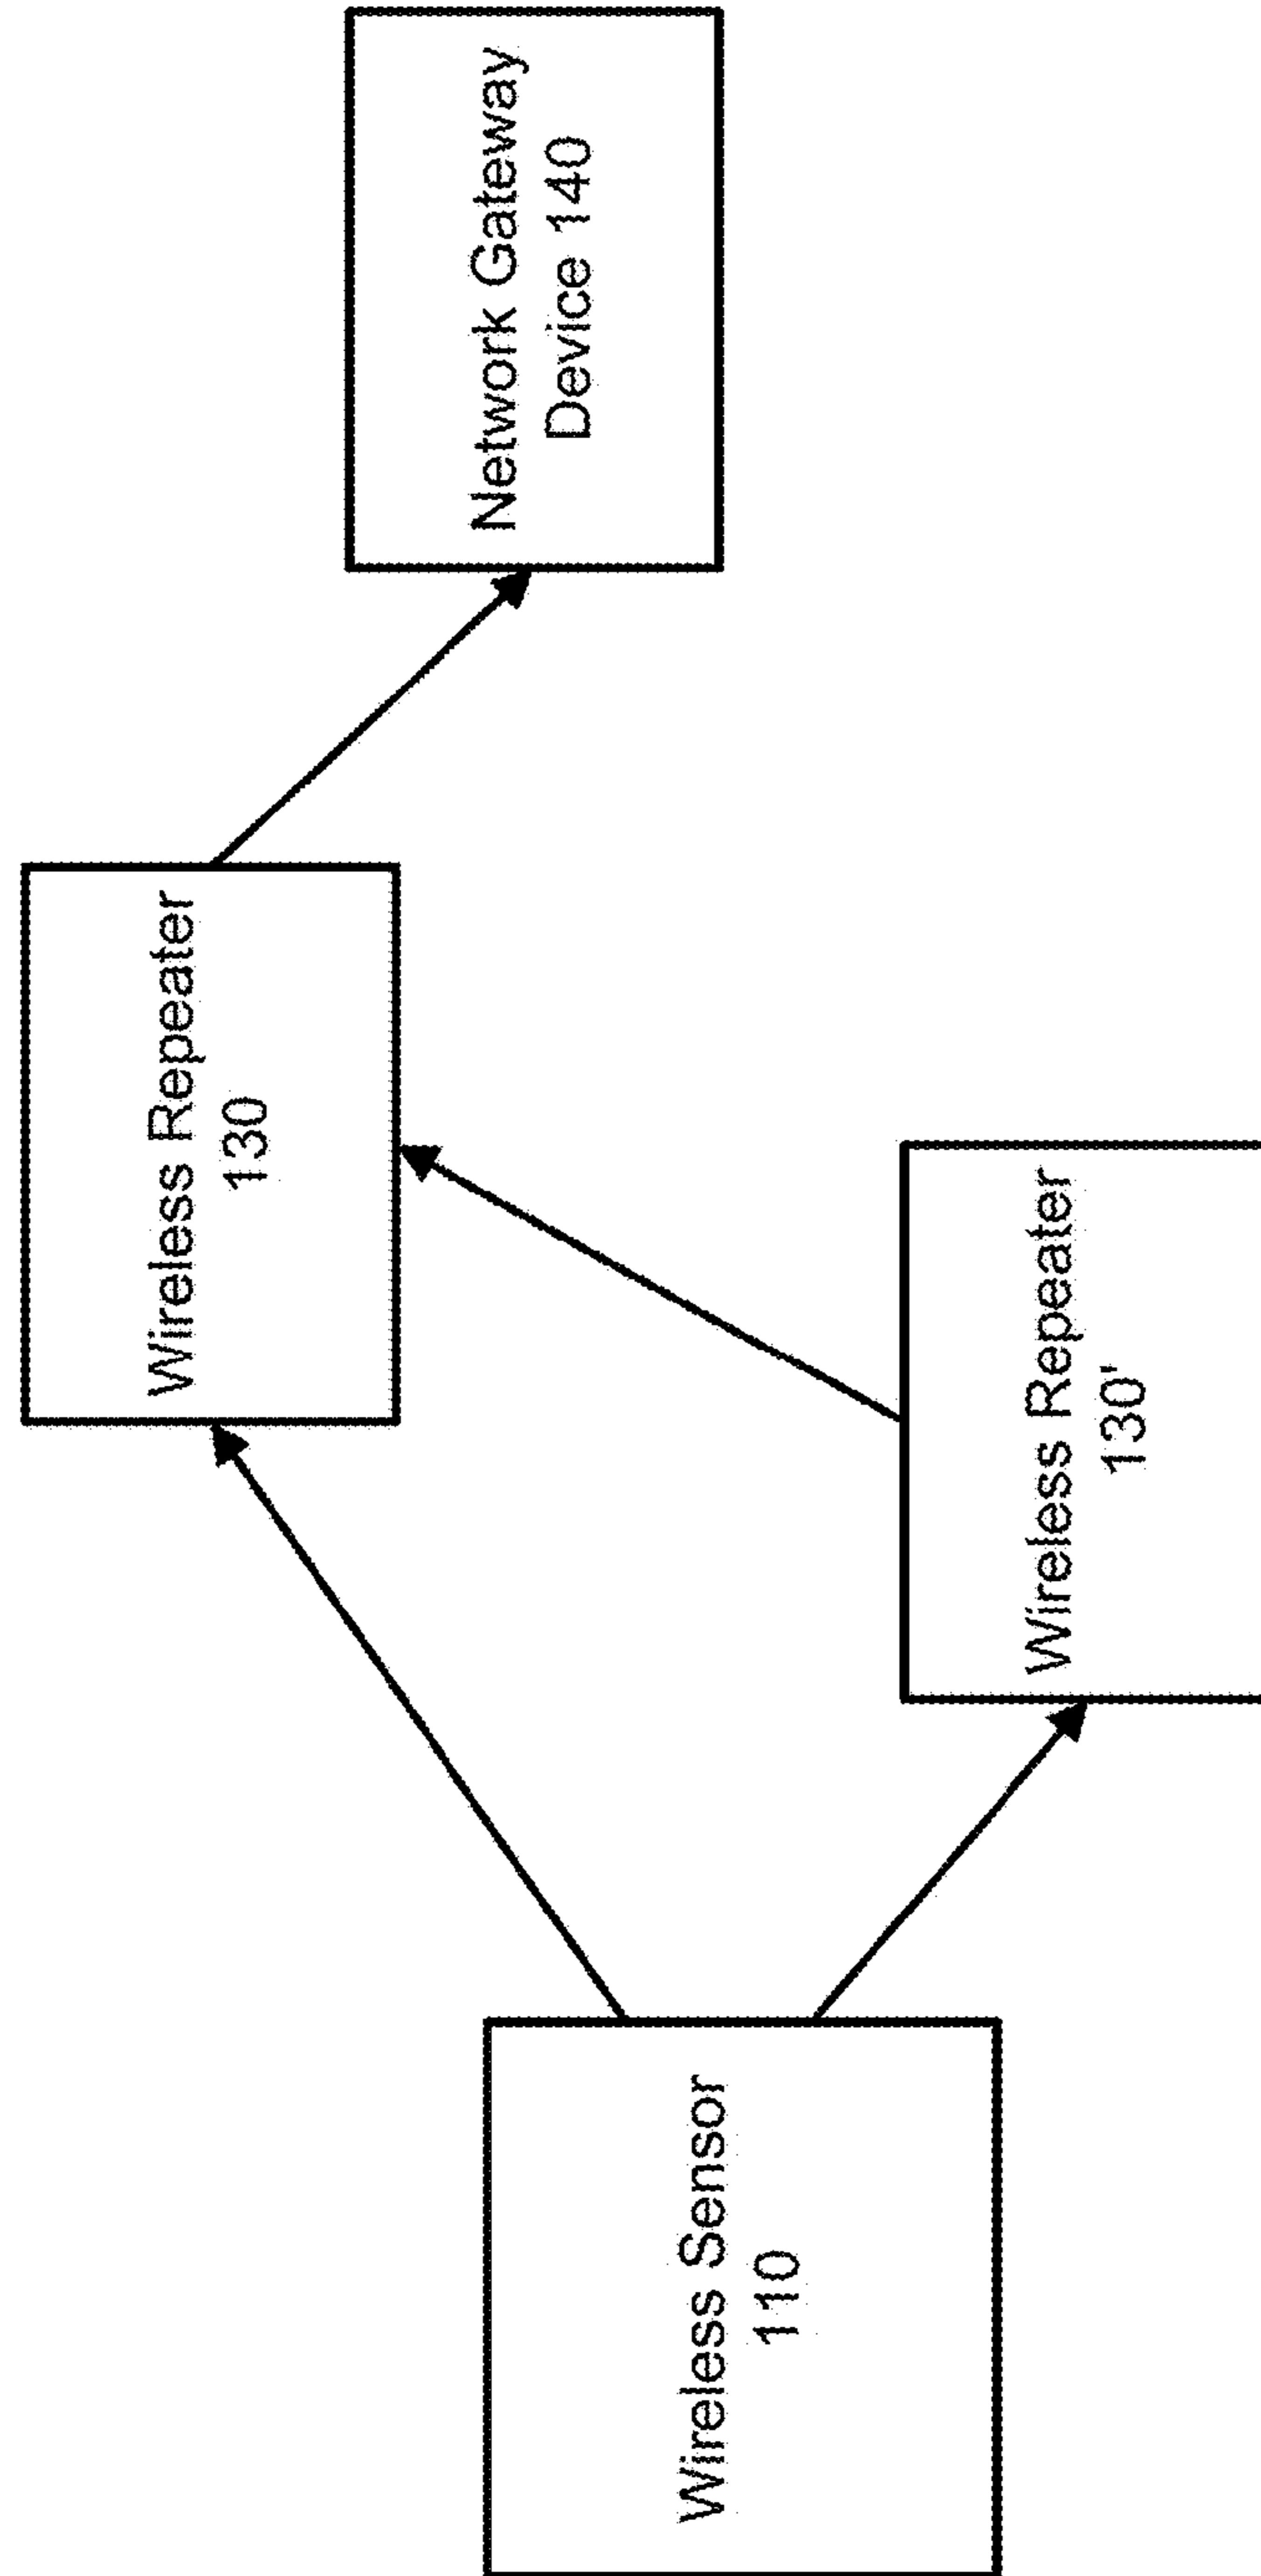 Wireless Sensor
110
Wireless Repeater
130
Wireless Repeater
130'
Network Gateway
Device 140